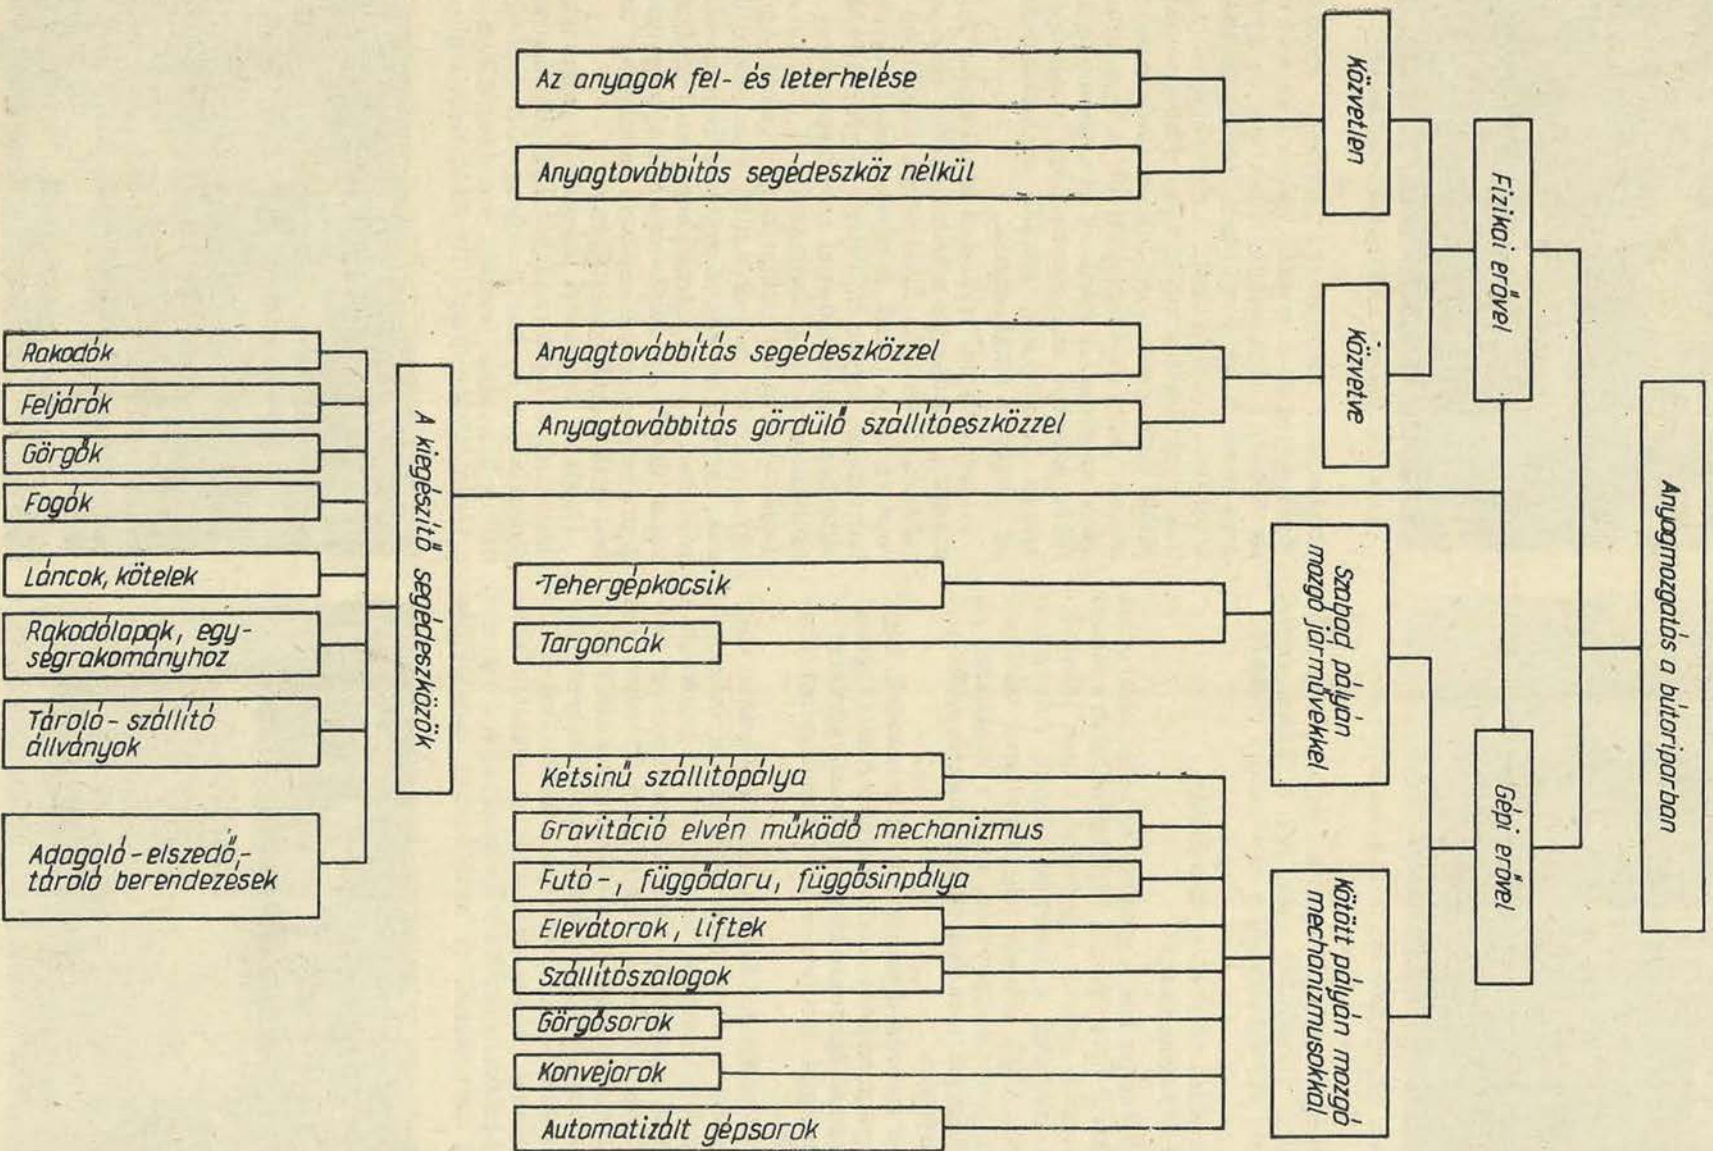 Anyagmozgatás a bútoriparban
Fizikai erővel
Közvetlen
Az anyagok fel- és leterhelése
Anyagtovábbítás segédeszköz nélkül
Közvetve
Anyagtovábbítás segédeszközzel
Anyagtovábbítás gördülő szállítóeszközzel
Gépi erővel
Szabad pályán
mozgó járművekkel
Tehergépkocsik
Targoncák
Kötött pályán mozgó
mechanizmusokkal
Kétsinű szállítópálya
Gravitáció elvén működő mechanizmus
Futó-, függődaru, függősinpálya
Elevátorok, liftek
Szállítószalagok
Görgősorok
Konvejorok
Automatizált gépsorok
A kiegészítő segédeszközök
Rakodók
Feljárók
Görgők
Fogók
Láncok, kötelek
Rakodólapok, egy-
ségrakományhoz
Tároló- szállító
állványok
Adagoló-elszedő,-
tároló berendezések